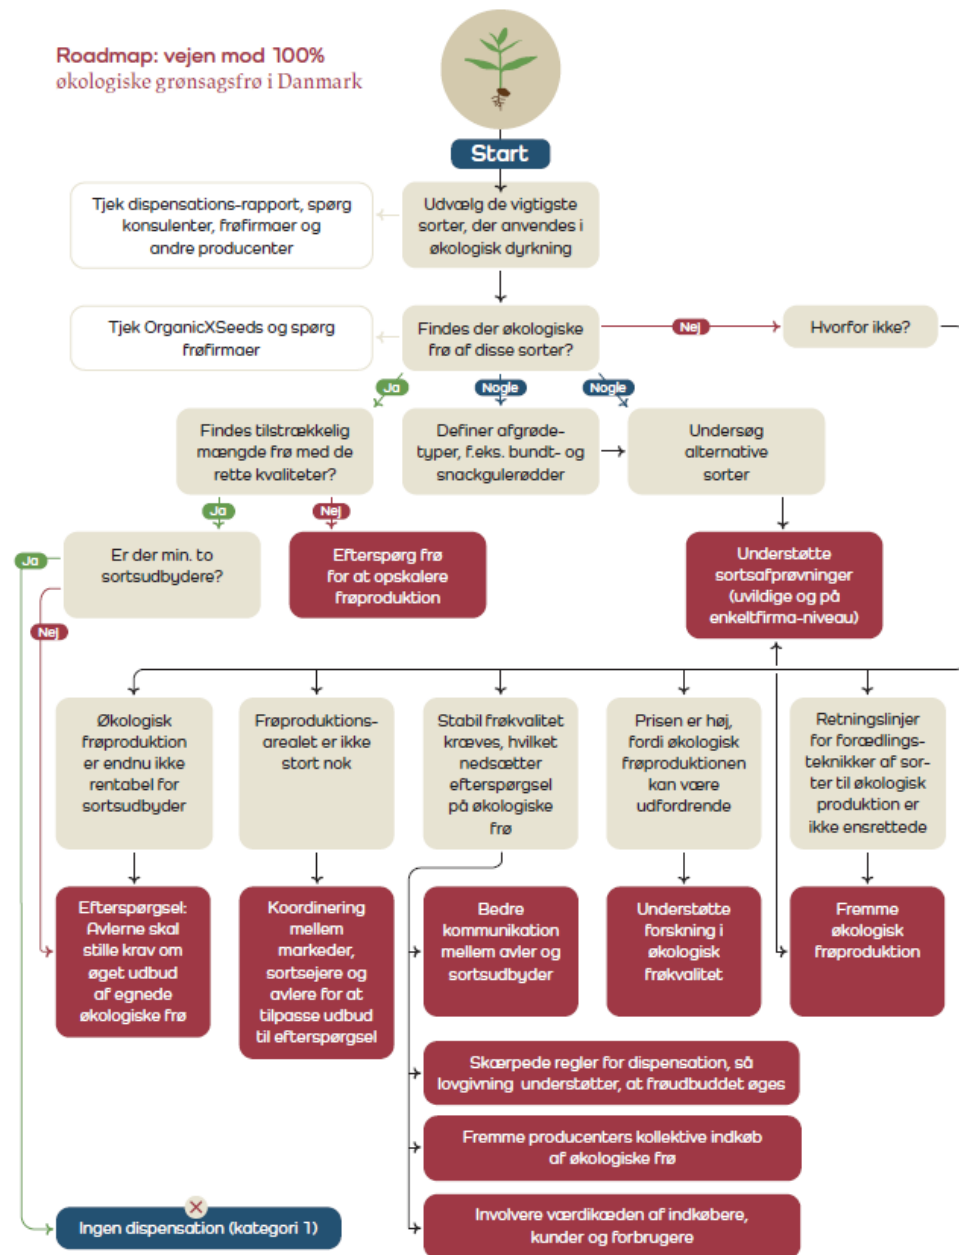 Roadmap: vejen mod 100%
økologiske grønsagsfrø i Danmark
Start
Tjek dispensations-rapport, spørg
konsulenter, frøfirmaer og
andre producenter
Udvælg de vigtigste
sorter, der anvendes i
økologisk dyrkning
Tjek OrganicXSeeds og spørg
frøfirmaer
Findes der økologiske
frø af disse sorter?
Nej
Hvorfor ikke?
Ja
Nogle
Nogle
Findes tilstrækkelig
mængde frø med de
rette kvaliteter?
Definer afgrøde-
typer, f.eks. bundt- og
snackgulerødder
Undersøg
alternative
sorter
Ja
Nej
Ja
Er der min. to
sortsudbydere?
Efterspørg frø
for at opskalere
frøproduktion
Understøtte
sortsafprøvninger
(uvildige og på
enkeltfirma-niveau)
Nej
Økologisk
frøproduktion
er endnu ikke
rentabel for
sortsudbyder
Frøproduktions-
arealet er ikke
stort nok
Stabil frøkvalitet
kræves, hvilket
nedsætter
efterspørgsel
på økologiske
frø
Prisen er høj,
fordi økologisk
frøproduktionen
kan være
udfordrende
Retningslinjer
for forædlings-
teknikker af sor-
ter til økologisk
produktion er
ikke ensrettede
Efterspørgsel:
Avlerne skal
stille krav om
øget udbud
af egnede
økologiske frø
Koordinering
mellem
markeder,
sortsejere og
avlere for at
tilpasse udbud
til efterspørgsel
Bedre
kommunikation
mellem avler og
sortsudbyder
Understøtte
forskning i
økologisk
frøkvalitet
Fremme
økologisk
frøproduktion
Skærpede regler for dispensation, så
lovgivning understøtter, at frøudbuddet øges
Fremme producenters kollektive indkøb
af økologiske frø
Ingen dispensation (kategori 1)
Involvere værdikæden af indkøbere,
kunder og forbrugere